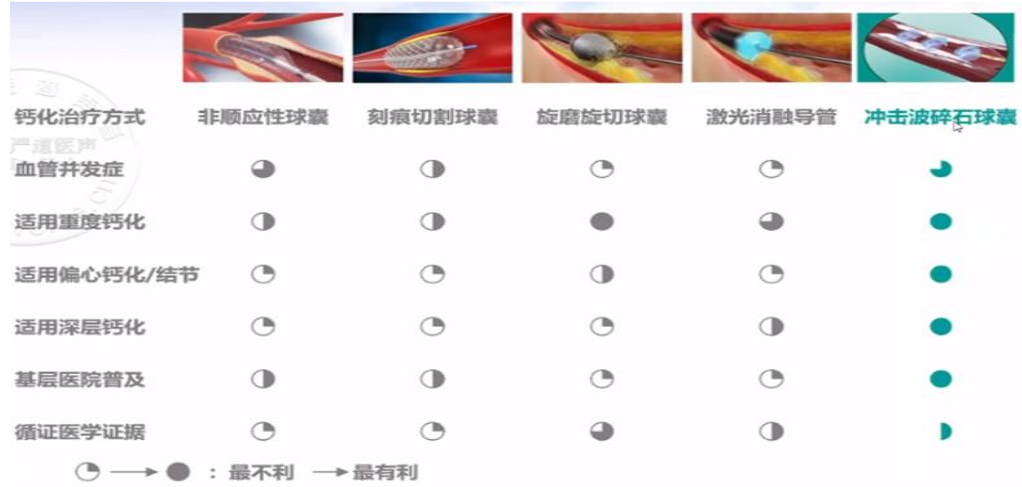 钙化治疗方式 非顺应性球囊 刻痕切割球囊 旋磨旋切球囊 激光消融导管 冲击波碎石球囊
严道医声
血管并发症
适用重度钙化
适用偏心钙化/结节
适用深层钙化
基层医院普及
循证医学证据
： 最不利 → 最有利